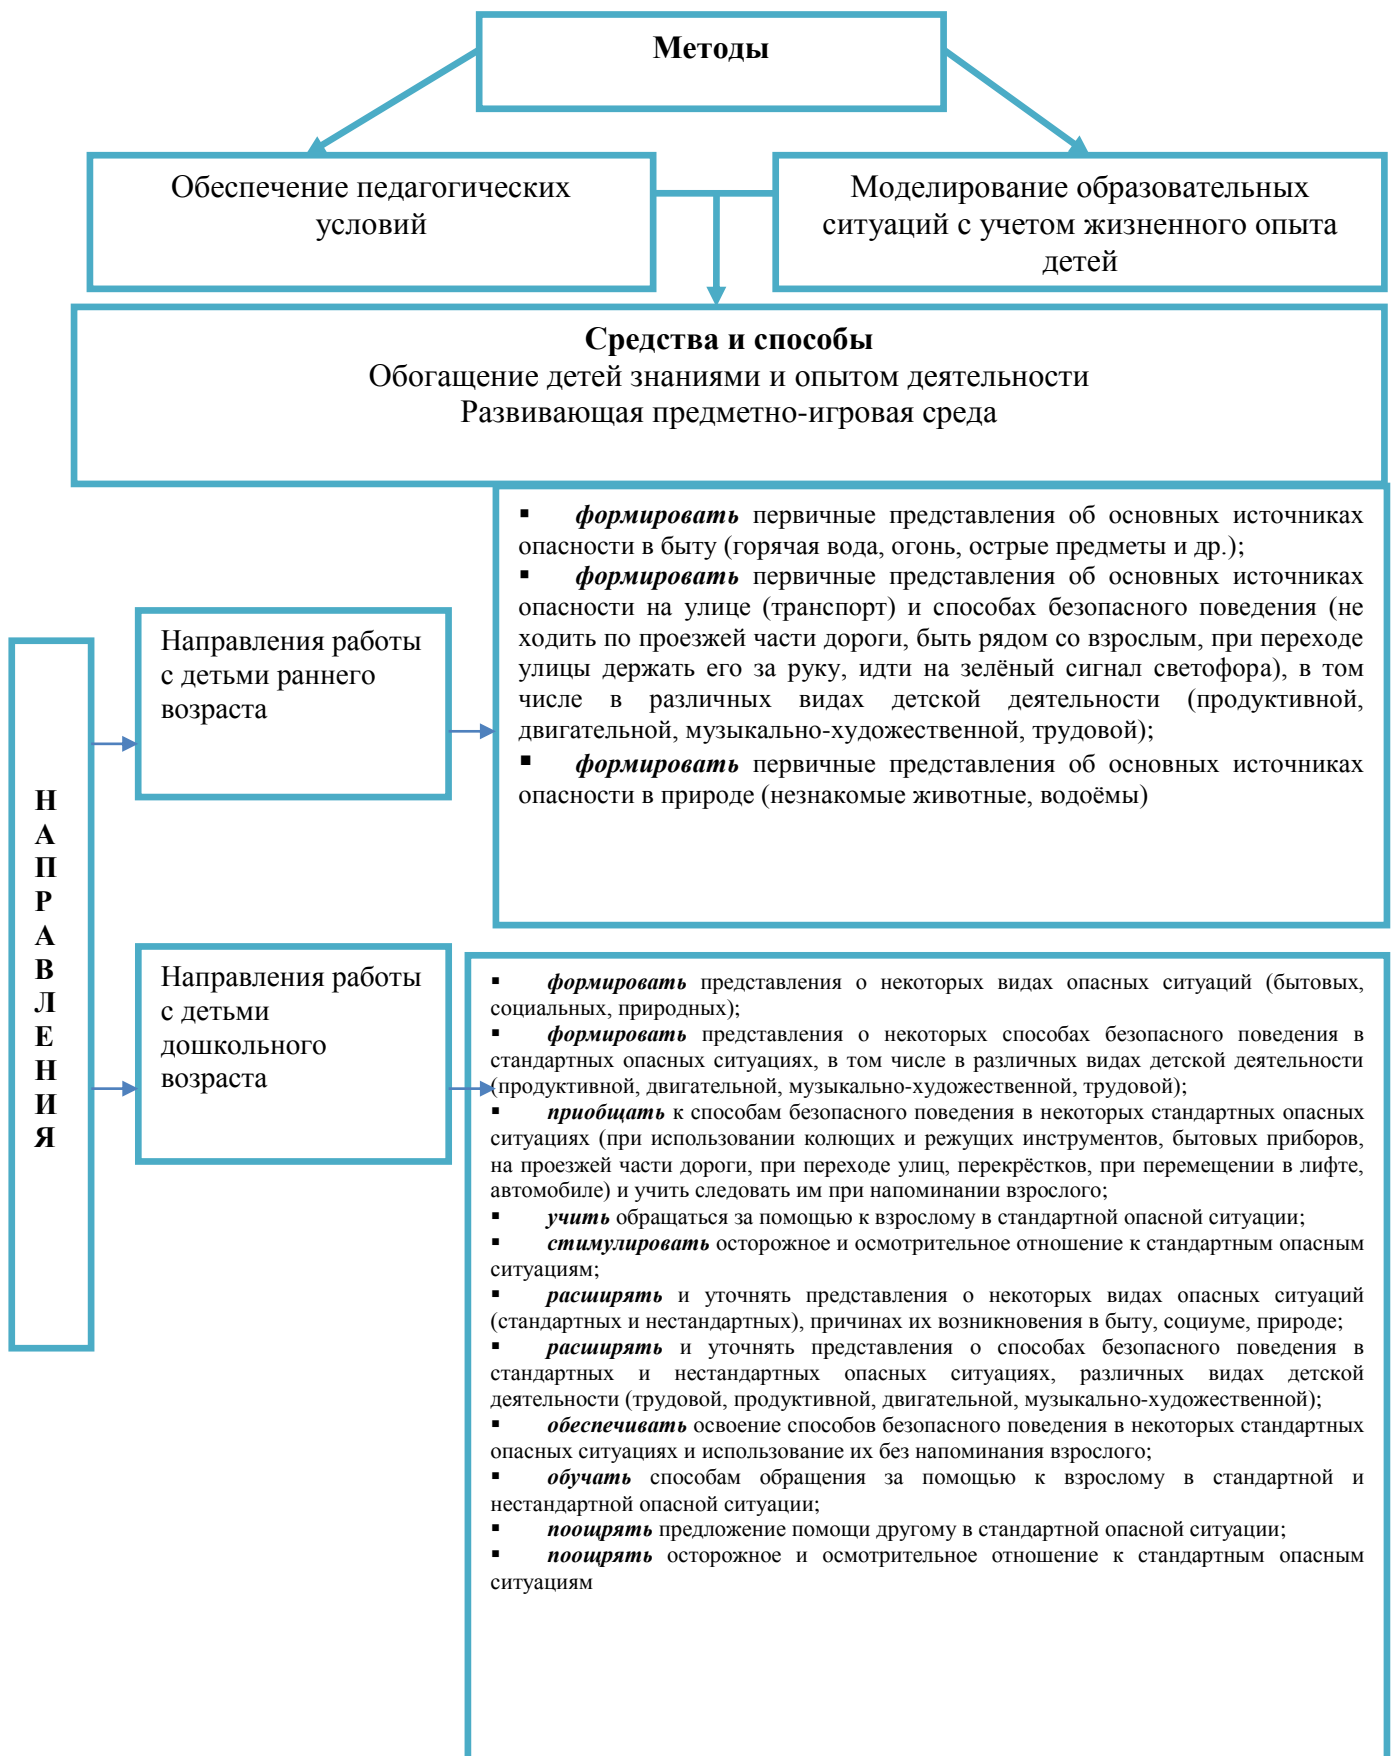 Методы
Обеспечение педагогических
условий
Моделирование образовательных
ситуаций с учетом жизненного опыта
детей
Средства и способы
Обогащение детей знаниями и опытом деятельности
Развивающая предметно-игровая среда
Н
А
П
Р
А
В
Л
Е
Н
И
Я
Направления работы
с детьми раннего
возраста
▪ формировать первичные представления об основных источниках
опасности в быту (горячая вода, огонь, острые предметы и др.);
▪ формировать первичные представления об основных источниках
опасности на улице (транспорт) и способах безопасного поведения (не
ходить по проезжей части дороги, быть рядом со взрослым, при переходе
улицы держать его за руку, идти на зелёный сигнал светофора), в том
числе в различных видах детской деятельности (продуктивной,
двигательной, музыкально-художественной, трудовой);
▪ формировать первичные представления об основных источниках
опасности в природе (незнакомые животные, водоёмы)
Направления работы
с детьми
дошкольного
возраста
▪ формировать представления о некоторых видах опасных ситуаций (бытовых,
социальных, природных);
▪ формировать представления о некоторых способах безопасного поведения в
стандартных опасных ситуациях, в том числе в различных видах детской деятельности
(продуктивной, двигательной, музыкально-художественной, трудовой);
▪ приобщать к способам безопасного поведения в некоторых стандартных опасных
ситуациях (при использовании колющих и режущих инструментов, бытовых приборов,
на проезжей части дороги, при переходе улиц, перекрёстков, при перемещении в лифте,
автомобиле) и учить следовать им при напоминании взрослого;
▪ учить обращаться за помощью к взрослому в стандартной опасной ситуации;
▪ стимулировать осторожное и осмотрительное отношение к стандартным опасным
ситуациям;
▪ расширять и уточнять представления о некоторых видах опасных ситуаций
(стандартных и нестандартных), причинах их возникновения в быту, социуме, природе;
▪ расширять и уточнять представления о способах безопасного поведения в
стандартных и нестандартных опасных ситуациях, различных видах детской
деятельности (трудовой, продуктивной, двигательной, музыкально-художественной);
▪ обеспечивать освоение способов безопасного поведения в некоторых стандартных
опасных ситуациях и использование их без напоминания взрослого;
▪ обучать способам обращения за помощью к взрослому в стандартной и
нестандартной опасной ситуации;
▪ поощрять предложение помощи другому в стандартной опасной ситуации;
▪ поощрять осторожное и осмотрительное отношение к стандартным опасным
ситуациям